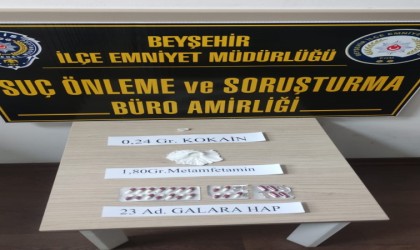 BEYŞEHİR
İLÇE EMNİYET MÜDÜRLÜĞÜ
SUÇ ÖNLEME ve SORUŞTURMA
BÜRO AMİRLİĞİ
0,24 Gr. KOKAIN
1,80Gr.Metamfetamin
23 Ad. GALARA HAP